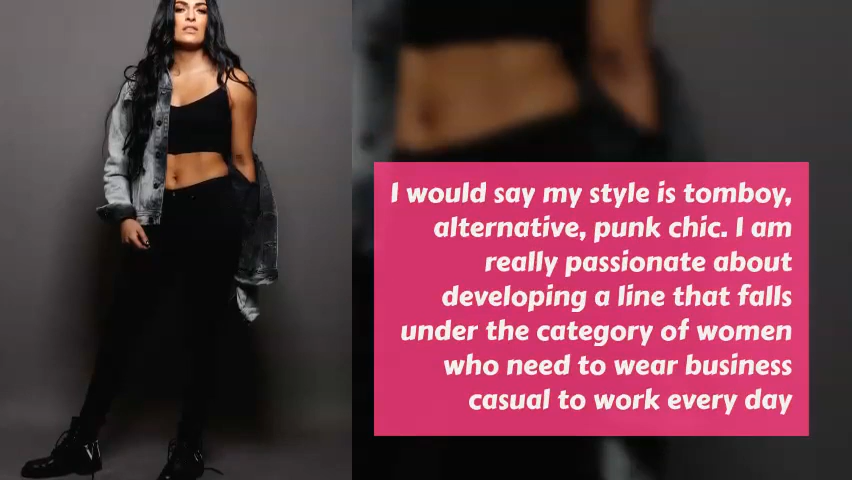 I would say my style is tomboy,
alternative, punk chic. I am
really passionate about
developing a line that falls
under the category of women
who need to wear business
casual to work every day